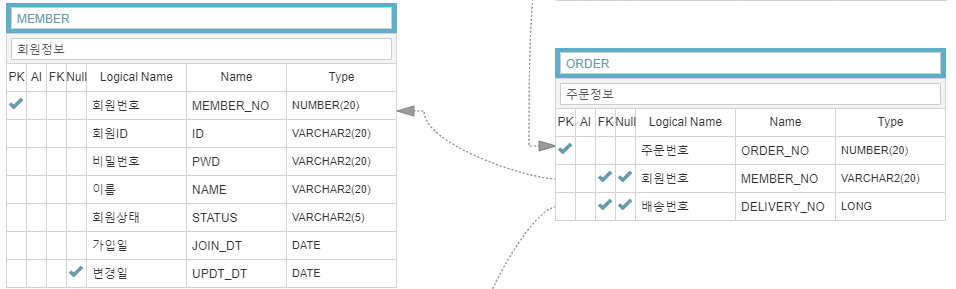 MEMBER
회원정보
PK AI FK Null Logical Name Name Type
회원번호 MEMBER_NO NUMBER(20)
회원ID ID VARCHAR2(20)
비밀번호 PWD VARCHAR2(20)
이름 NAME VARCHAR2(20)
회원상태 STATUS VARCHAR2(5)
가입일 JOIN_DT DATE
변경일 UPDT_DT DATE
ORDER
주문정보
PK AI FK Null Logical Name Name Type
주문번호 ORDER_NO NUMBER(20)
회원번호 MEMBER_NO VARCHAR2(20)
배송번호 DELIVERY_NO LONG